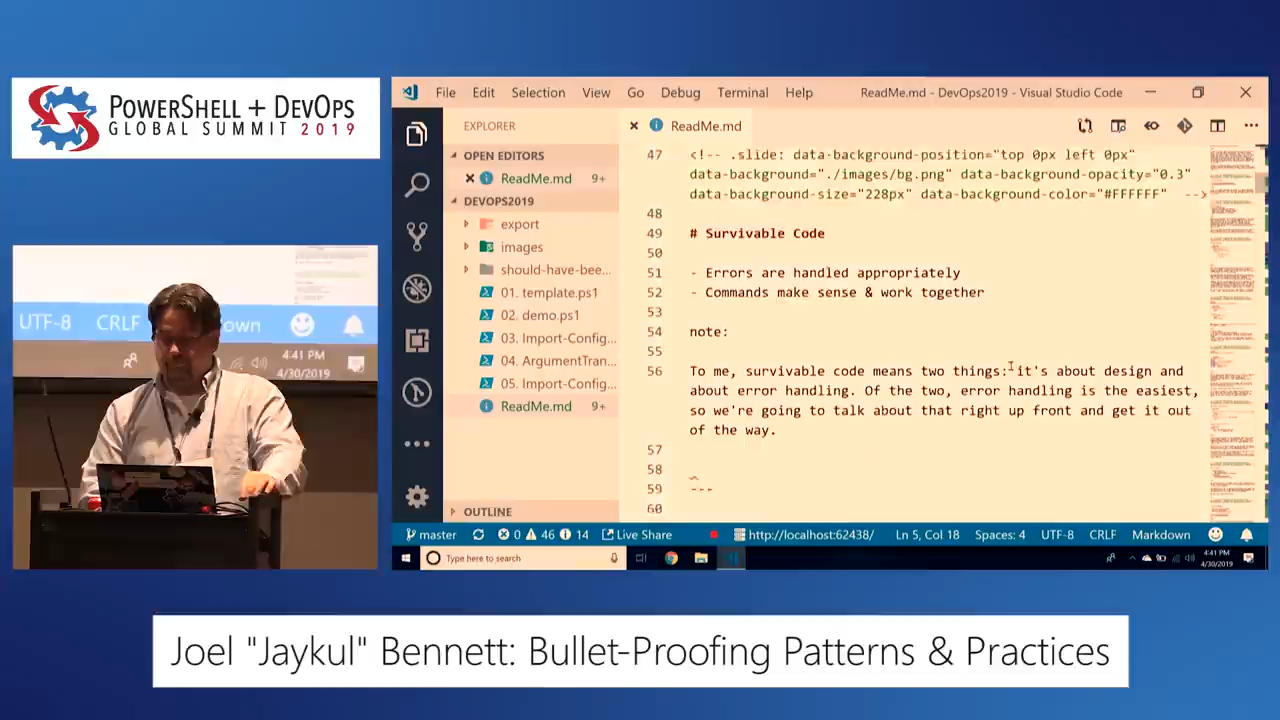 POWERSHELL + DEVOPS
GLOBAL SUMMIT 2019
File Edit Selection View Go Debug Terminal Help
ReadMe.md - DevOps2019 - Visual Studio Code
EXPLORER
OPEN EDITORS
ReadMe.md 9+
DEVOPS2019
export
images
should-have-bee...
01. template.ps1
02. demo.ps1
03. Import-Config...
04. ArgumentTran...
05. Import-Config...
ReadMe.md 9+
OUTLINE
ReadMe.md
47 <!-- .slide: data-background-position="top 0px left 0px"
data-background="./images/bg.png" data-background-opacity="0.3"
data-background-size="228px" data-background-color="#FFFFFF" -->
48
49 # Survivable Code
50
51 - Errors are handled appropriately
52 - Commands make sense & work together
53
54 note:
55
56 To me, survivable code means two things: it's about design and
about error handling. Of the two, error handling is the easiest,
so we're going to talk about that right up front and get it out
of the way.
57
58 ^
59 ---
60
master 0 46 14 Live Share http://localhost:62438/ Ln 5, Col 18 Spaces: 4 UTF-8 CRLF Markdown
Type here to search
4:41 PM
4/30/2019
UTF-8 CRLF
4:41 PM
4/30/2019
Joel "Jaykul" Bennett: Bullet-Proofing Patterns & Practices